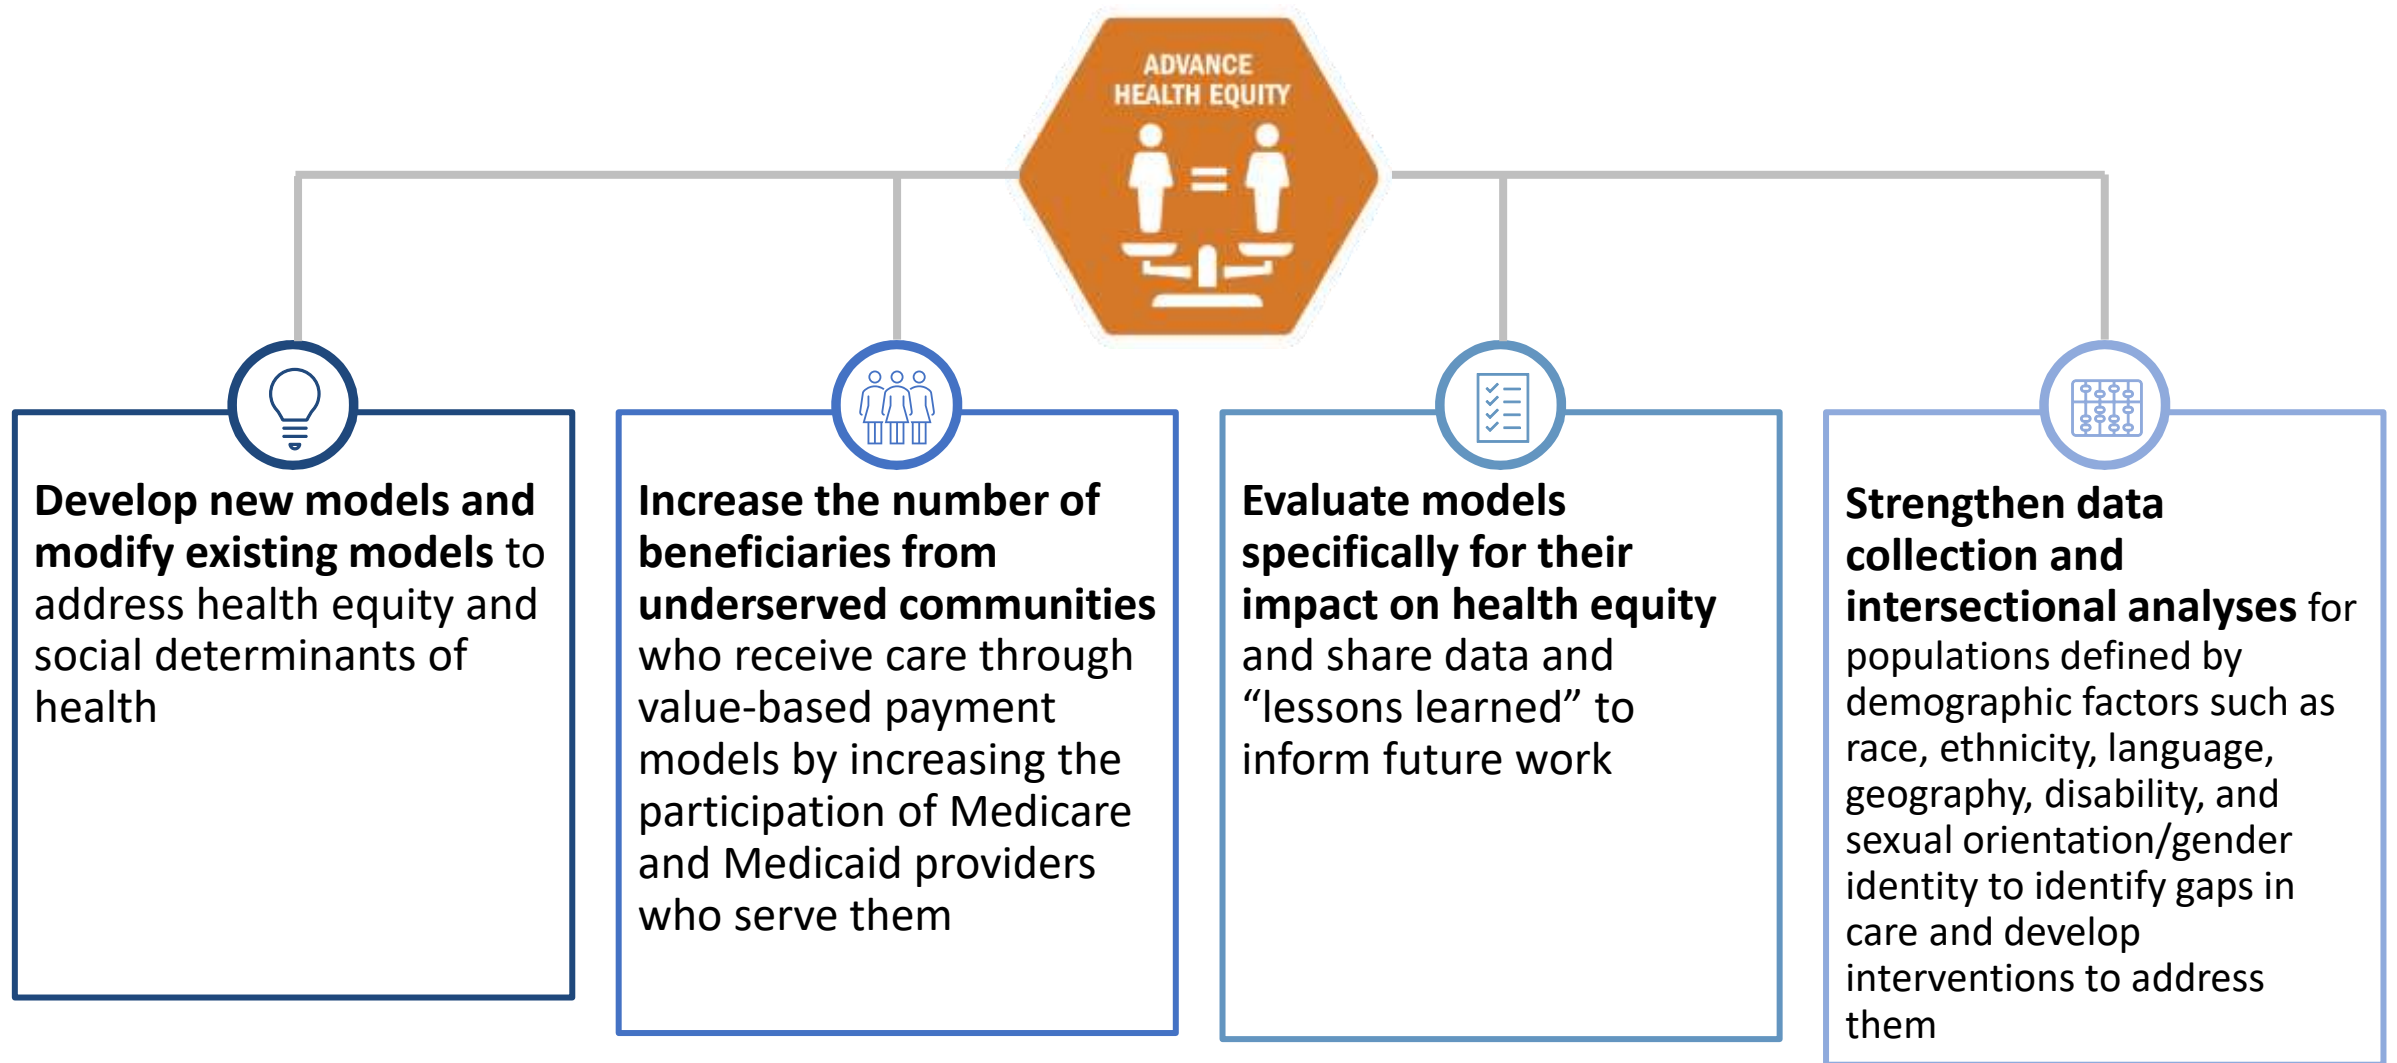 ADVANCE
HEALTH EQUITY
Develop new models and
modify existing models to
address health equity and
social determinants of
health
Increase the number of
beneficiaries from
underserved communities
who receive care through
value-based payment
models by increasing the
participation of Medicare
and Medicaid providers
who serve them
Evaluate models
specifically for their
impact on health equity
and share data and
“lessons learned” to
inform future work
Strengthen data
collection and
intersectional analyses for
populations defined by
demographic factors such as
race, ethnicity, language,
geography, disability, and
sexual orientation/gender
identity to identify gaps in
care and develop
interventions to address
them